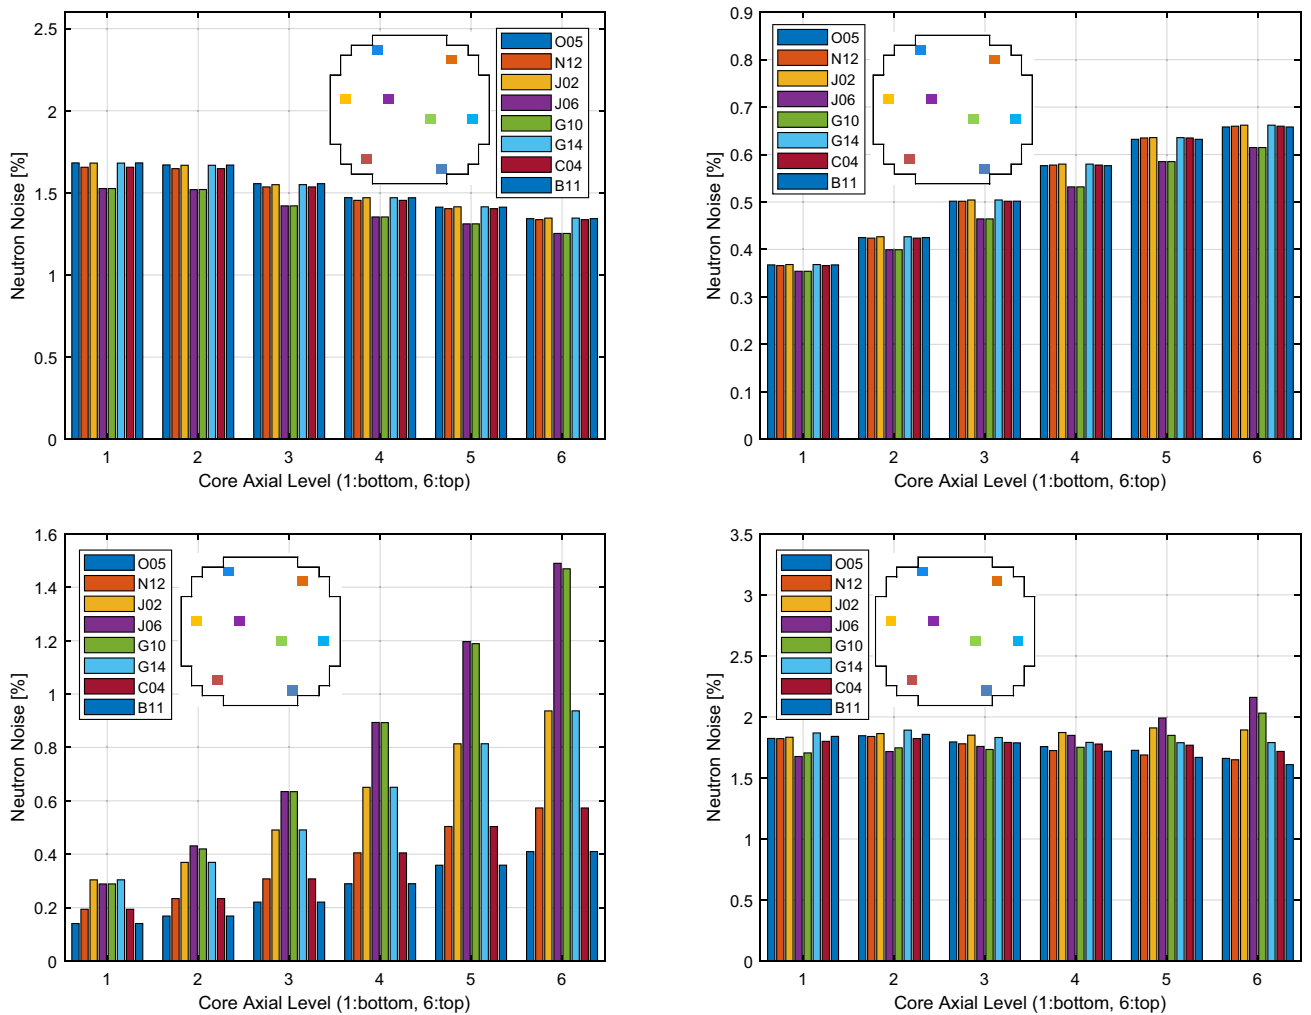 2.5
2
1.5
1
0.5
0
Neutron Noise [%]
O05
N12
J02
J06
G10
G14
C04
B11
1 2 3 4 5 6
Core Axial Level (1:bottom, 6:top)
0.9
0.8
0.7
0.6
0.5
0.4
0.3
0.2
0.1
0
Neutron Noise [%]
O05
N12
J02
J06
G10
G14
C04
B11
1 2 3 4 5 6
Core Axial Level (1:bottom, 6:top)
1.6
1.4
1.2
1
0.8
0.6
0.4
0.2
0
Neutron Noise [%]
O05
N12
J02
J06
G10
G14
C04
B11
1 2 3 4 5 6
Core Axial Level (1:bottom, 6:top)
3.5
3
2.5
2
1.5
1
0.5
0
Neutron Noise [%]
O05
N12
J02
J06
G10
G14
C04
B11
1 2 3 4 5 6
Core Axial Level (1:bottom, 6:top)